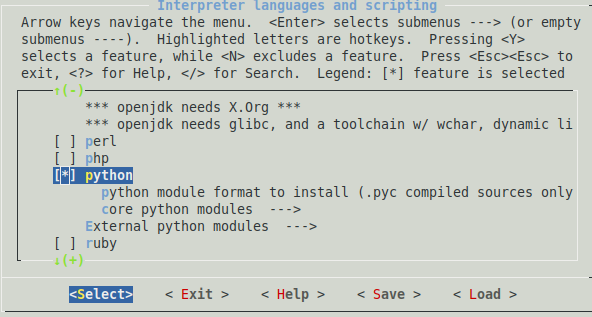 Interpreter languages and scripting
Arrow keys navigate the menu.  <Enter> selects submenus ---> (or empty
submenus ----).  Highlighted letters are hotkeys.  Pressing <Y>
selects a feature, while <N> excludes a feature.  Press <Esc><Esc> to
exit, <?> for Help, </> for Search.  Legend: [*] feature is selected
↑(-)
*** openjdk needs X.Org ***
*** openjdk needs glibc, and a toolchain w/ wchar, dynamic li
[ ] perl
[ ] php
[*] python
python module format to install (.pyc compiled sources only
core python modules  --->
External python modules  --->
[ ] ruby
↓(+)
<Select>    < Exit >    < Help >    < Save >    < Load >